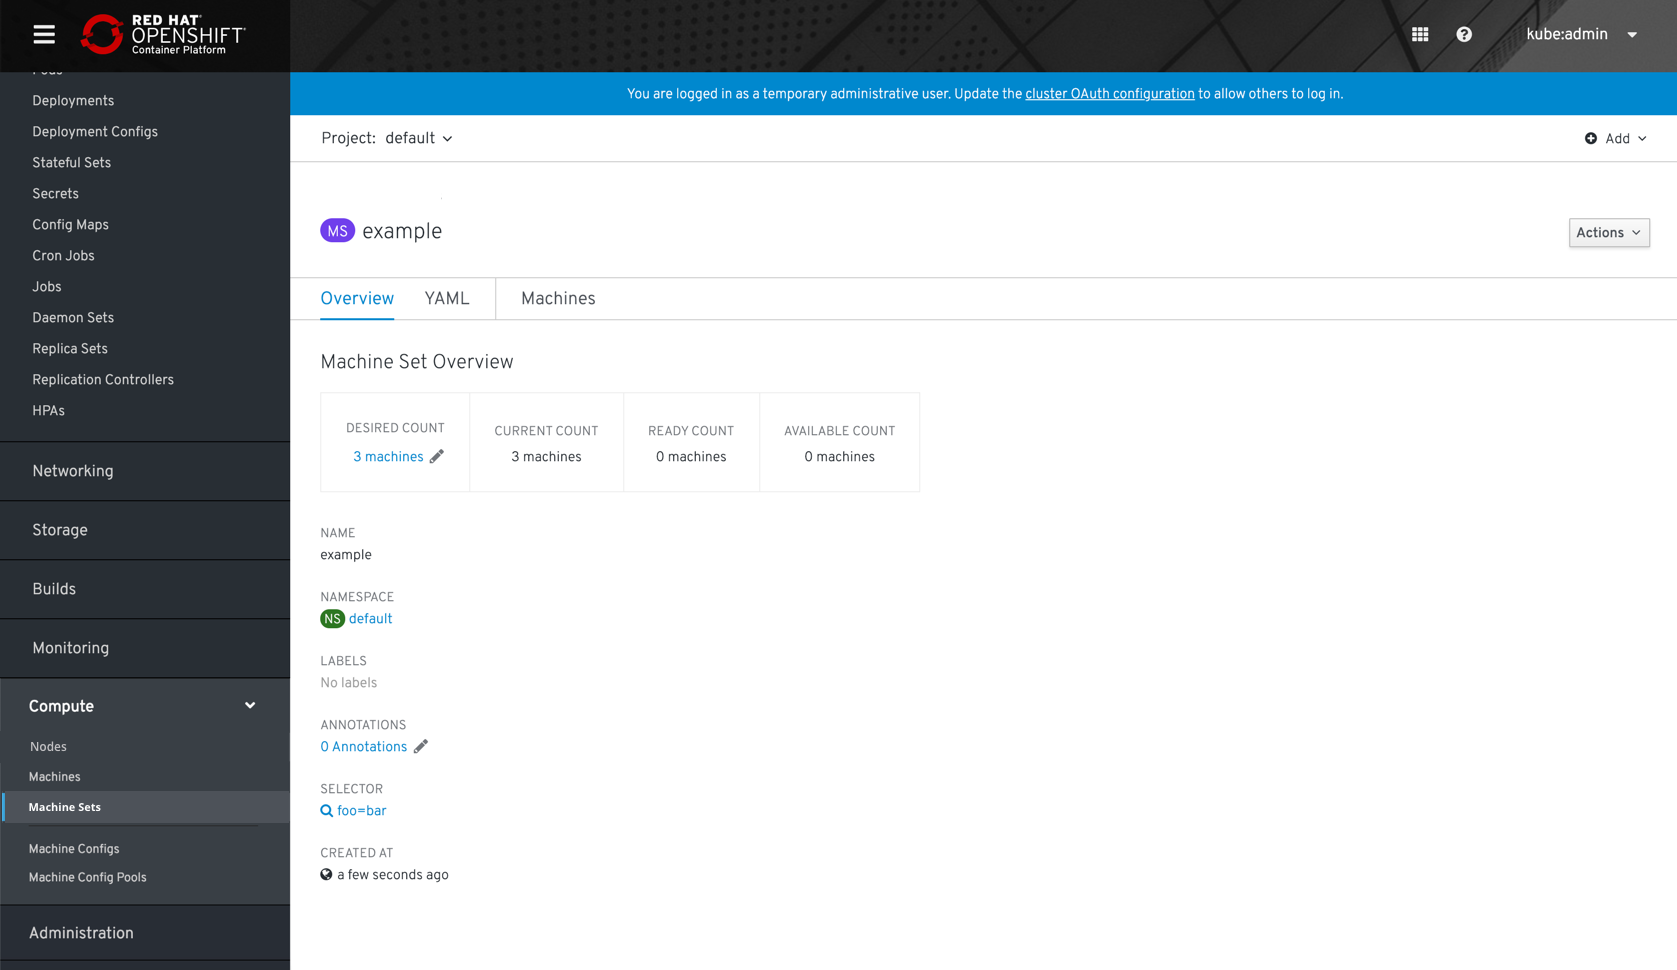 RED HAT
OPENSHIFT
Container Platform
kube:admin
Deployments
Deployment Configs
Stateful Sets
Secrets
Config Maps
Cron Jobs
Jobs
Daemon Sets
Replica Sets
Replication Controllers
HPAs
Networking
Storage
Builds
Monitoring
Compute
Nodes
Machines
Machine Sets
Machine Configs
Machine Config Pools
Administration
You are logged in as a temporary administrative user. Update the cluster OAuth configuration to allow others to log in.
Project: default
Add
MS example
Actions
Overview YAML Machines
Machine Set Overview
DESIRED COUNT
3 machines
CURRENT COUNT
3 machines
READY COUNT
0 machines
AVAILABLE COUNT
0 machines
NAME
example
NAMESPACE
NS default
LABELS
No labels
ANNOTATIONS
0 Annotations
SELECTOR
foo=bar
CREATED AT
a few seconds ago